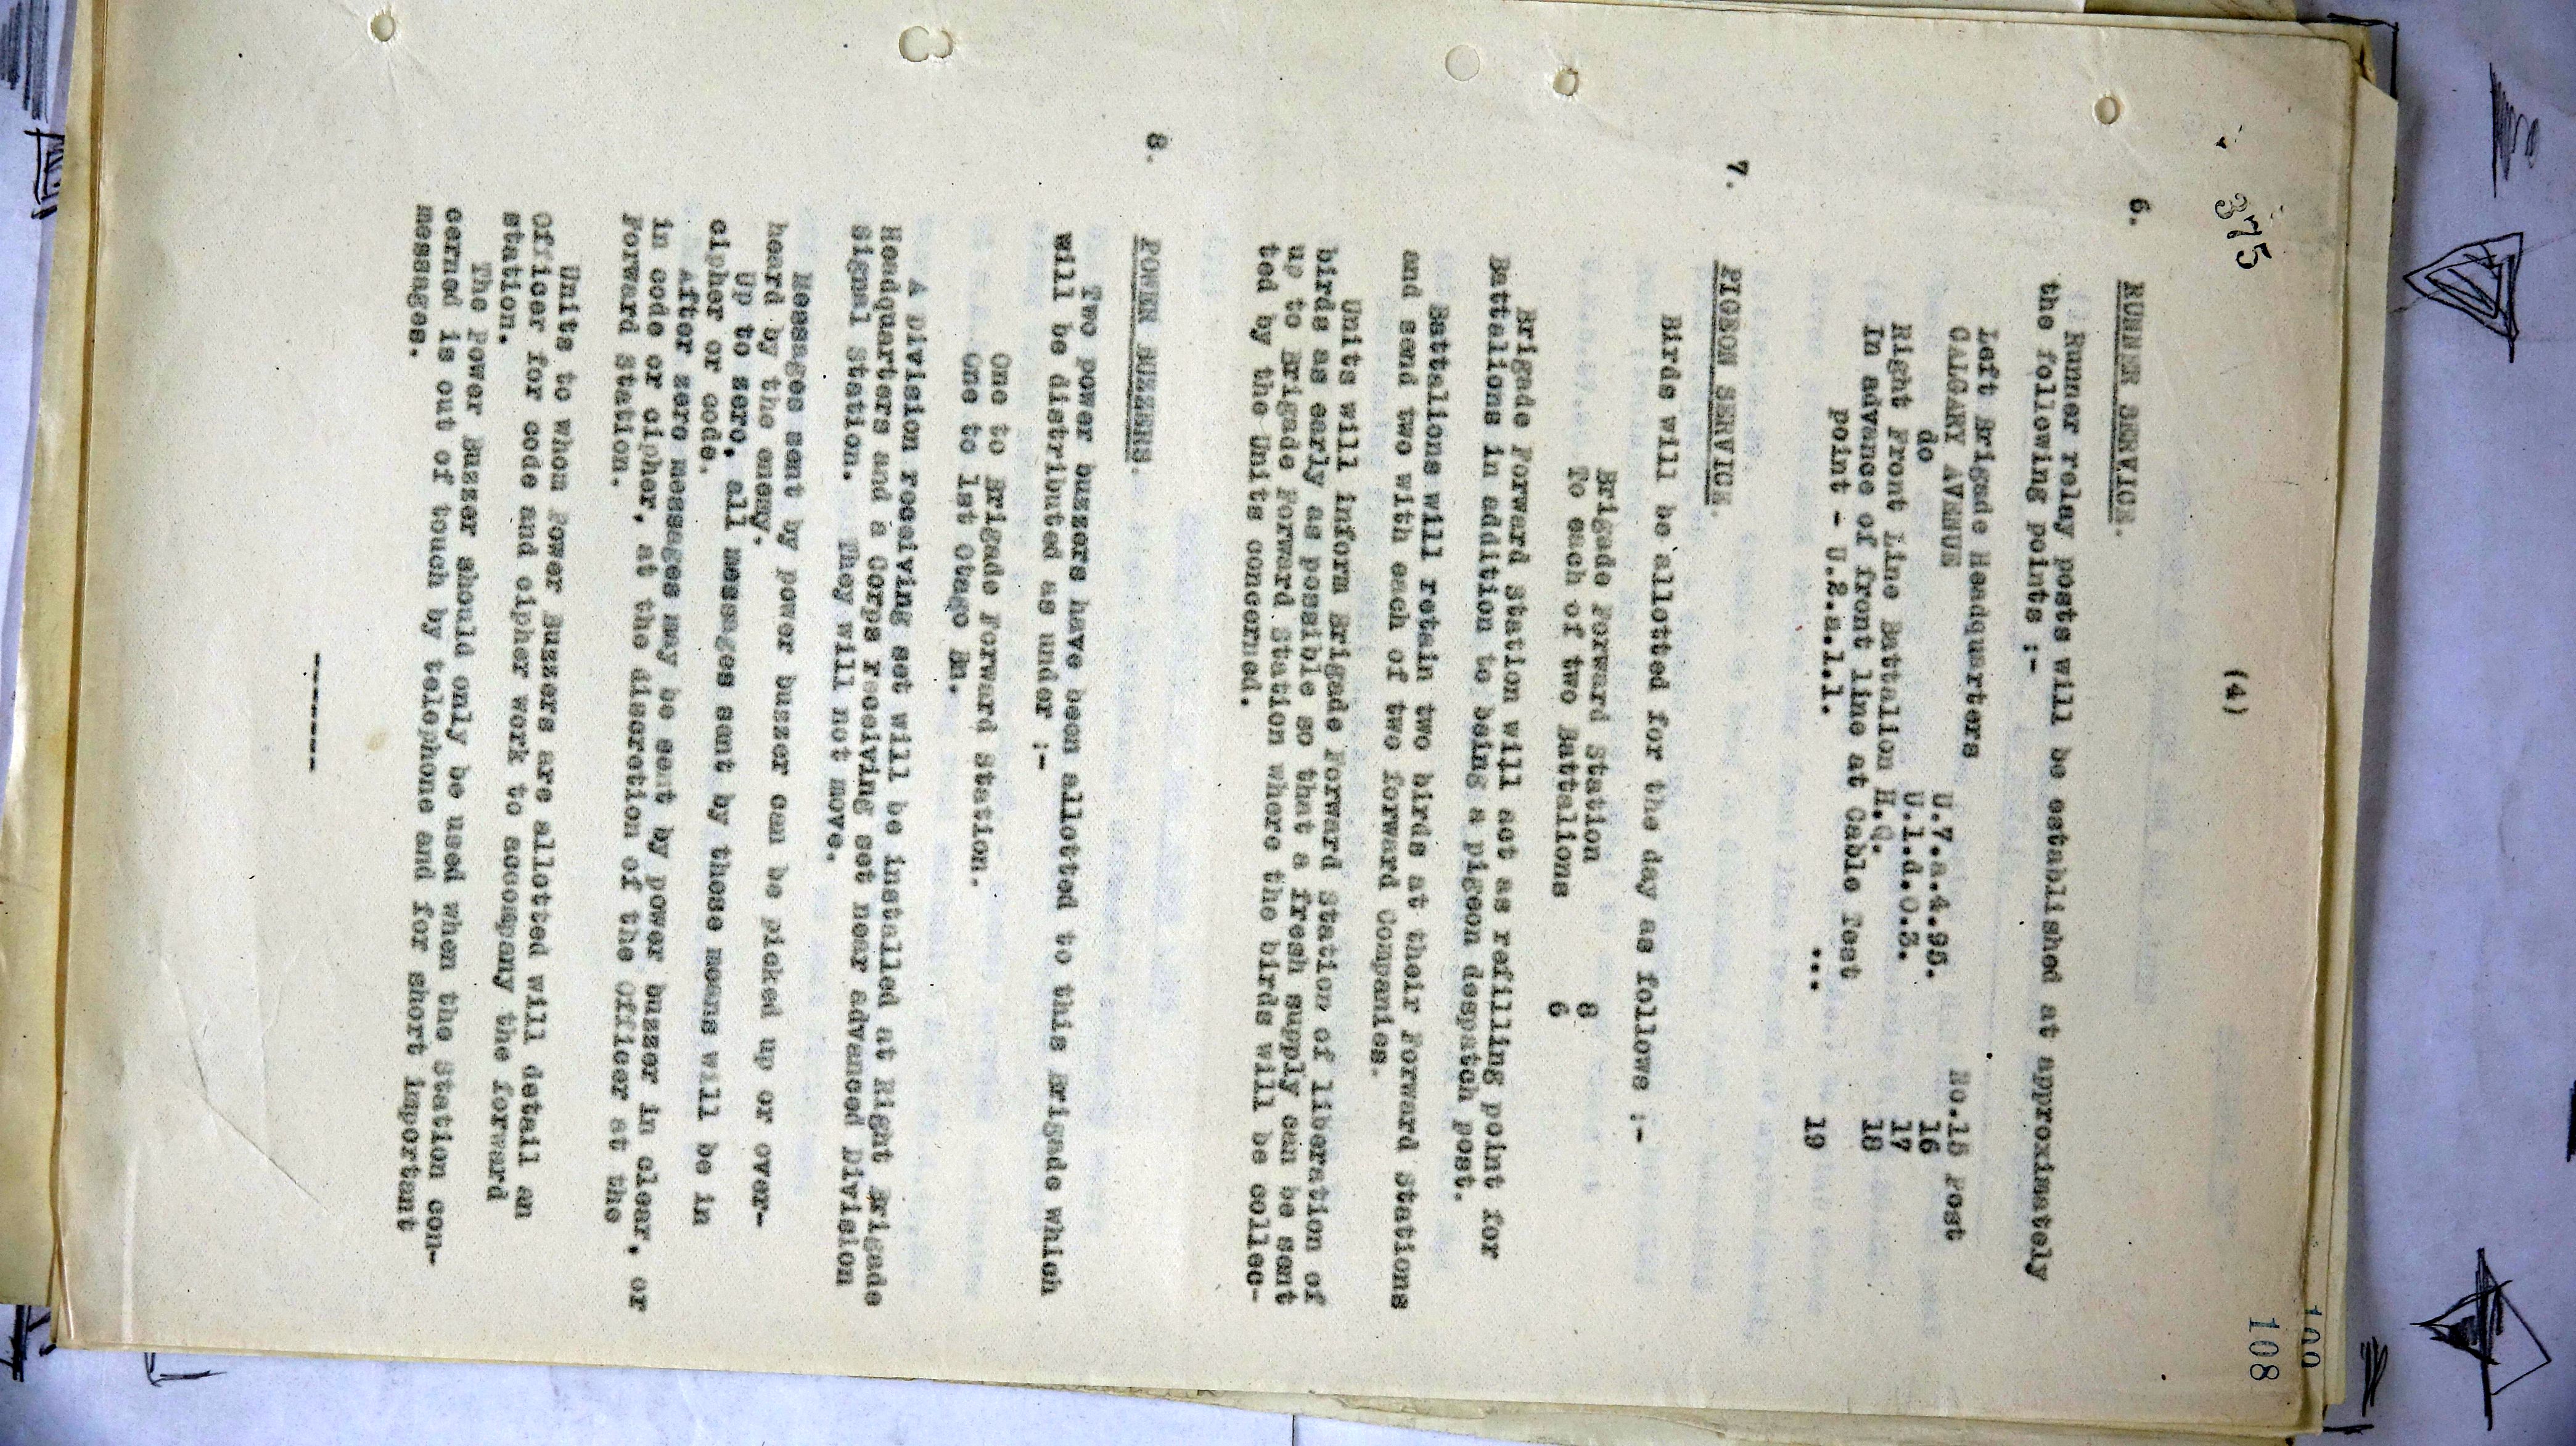 375
(4)
109
108
6. RUNNER SERVICE.
Runner relay posts will be established at approximately
the following points :-
Left Brigade Headquarters No.15 Post
CALGARY AVENUE U.7.a.4.95. 16
do U.1.d.0.3. 17
Right Front Line Battalion H.Q. 18
In advance of front line at Cable Test
point - U.2.a.1.1. ... 19
7. PIGEON SERVICE.
Birds will be allotted for the day as follows :-
Brigade Forward Station 8
To each of two Battalions 6
Brigade Forward Station will act as refilling point for
Battalions in addition to being a pigeon despatch post.
Battalions will retain two birds at their Forward Stations
and send two with each of two forward Companies.
Units will inform Brigade Forward Station of liberation of
birds as early as possible so that a fresh supply can be sent
up to Brigade Forward Station where the birds will be collec-
ted by the Units concerned.
8. POWER BUZZERS.
Two power buzzers have been allotted to this Brigade which
will be distributed as under :-
One to Brigade Forward Station.
One to 1st Otago Bn.
A Division receiving set will be installed at Right Brigade
Headquarters and a Corps receiving set near advanced Division
Signal Station. They will not move.
Messages sent by power buzzer can be picked up or over-
heard by the enemy.
Up to zero, all messages sent by these means will be in
cipher or code.
After zero messages may be sent by power buzzer in clear, or
in code or cipher, at the discretion of the Officer at the
Forward Station.
Units to whom Power Buzzers are allotted will detail an
Officer for code and cipher work to accompany the forward
station.
The Power Buzzer should only be used when the Station con-
cerned is out of touch by telephone and for short important
messages.
-------